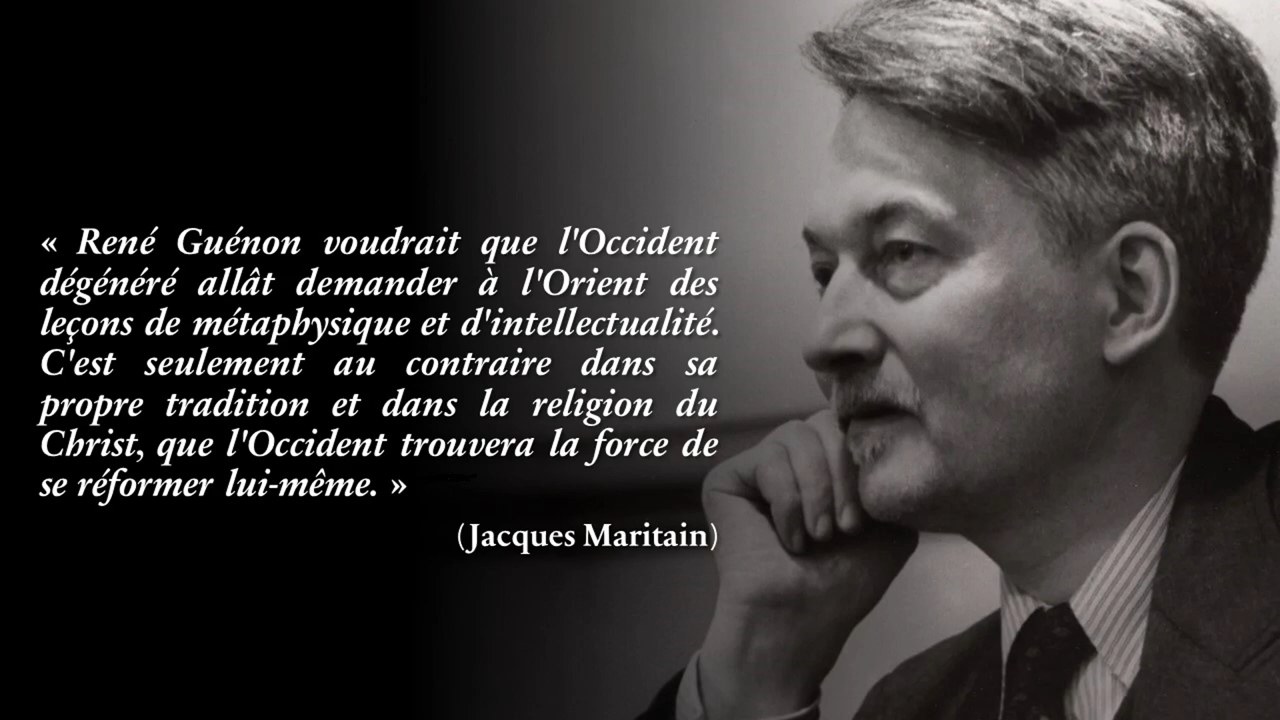 « René Guénon voudrait que l'Occident
dégénéré allât demander à l'Orient des
leçons de métaphysique et d'intellectualité.
C'est seulement au contraire dans sa
propre tradition et dans la religion du
Christ, que l'Occident trouvera la force de
se réformer lui-même. »
(Jacques Maritain)